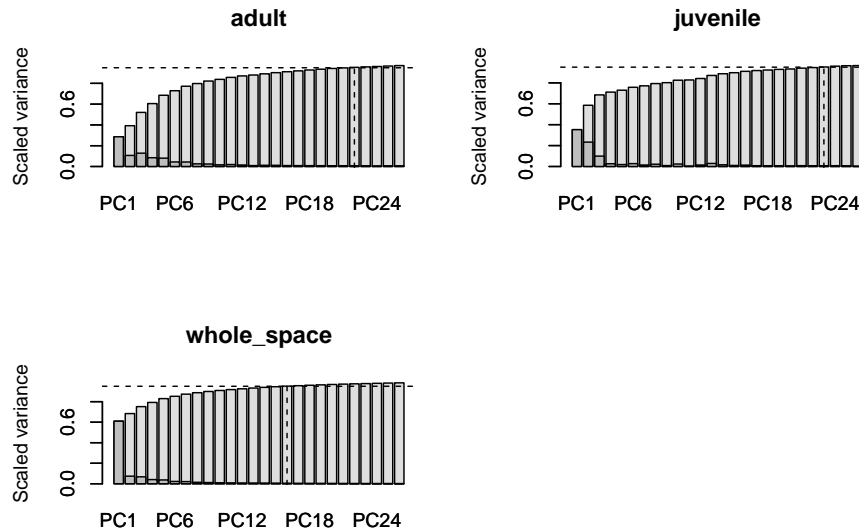 adult
Scaled variance
0.6
0.0
PC1 PC6 PC12 PC18 PC24
juvenile
Scaled variance
0.6
0.0
PC1 PC6 PC12 PC18 PC24
whole_space
Scaled variance
0.6
0.0
PC1 PC6 PC12 PC18 PC24